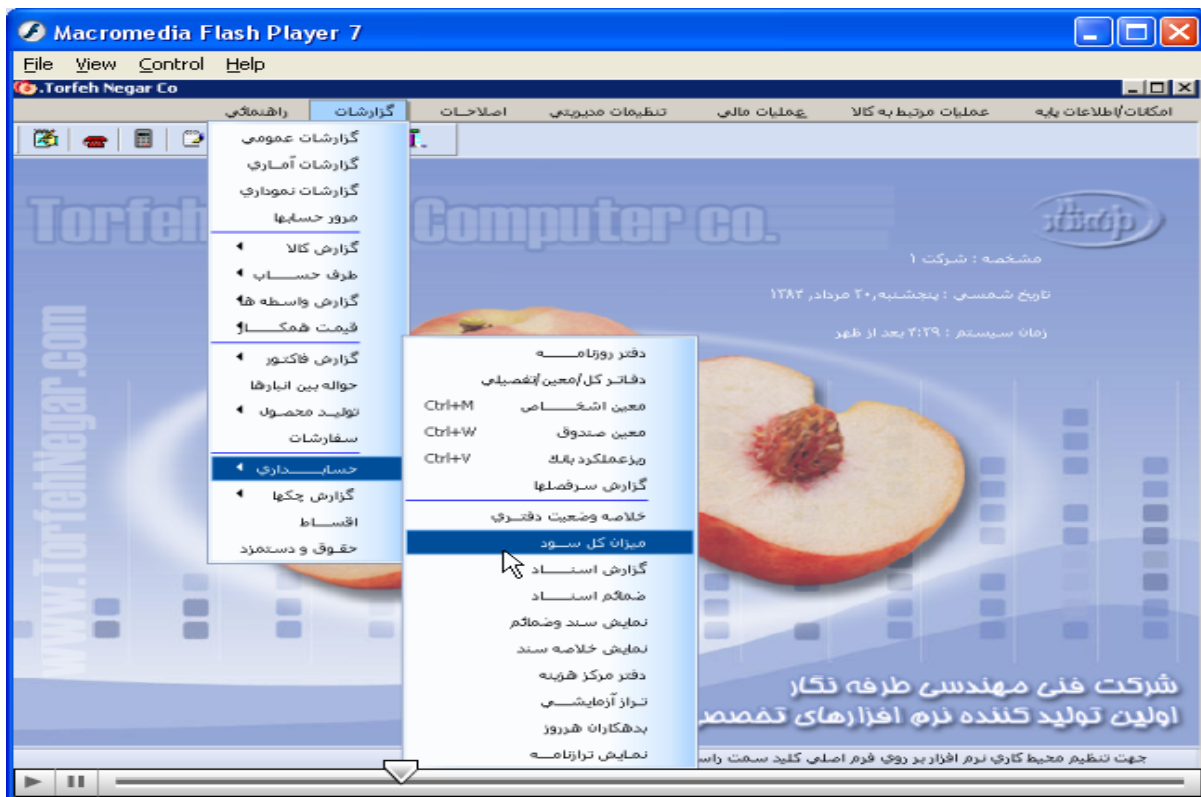 Macromedia Flash Player 7
File View Control Help
.Torfeh Negar Co
امکانات/اطلاعات پایه عملیات مرتبط به کالا عملیات مالی تنظیمات مدیریتی اصلاحات گزارشات راهنمائی
گزارشات عمومی
گزارشات آماری
گزارشات نموداری
مرور حسابها
گزارش کالا
طرف حساب
گزارش واسطه ها
قیمت همکار
گزارش فاکتور
حواله بین انبارها
تولید محصول
سفارشات
حسابداری
گزارش چکها
اقساط
حقوق و دستمزد
دفتر روزنامه
دفاتر کل/معین/تفصیلی
معین اشخاص Ctrl+M
معین صندوق Ctrl+W
ریزعملکرد بانک Ctrl+V
گزارش سرفصلها
خلاصه وضعیت دفتری
میزان کل سود
گزارش اسناد
ضمائم اسناد
نمایش سند وضمائم
نمایش خلاصه سند
دفتر مرکز هزینه
تراز آزمایشی
بدهکاران هرروز
نمایش ترازنامه
Torfeh Computer co.
مشخصه : شرکت ۱
تاریخ شمسی : پنجشنبه, ۲۰ مرداد, ۱۳۸۴
زمان سیستم : ۴:۲۹ بعد از ظهر
www.TorfehNegar.com
شرکت فنی مهندسی طرفه نگار
اولین تولید کننده نرم افزارهای تخصصی
جهت تنظیم محیط کاری نرم افزار بر روی فرم اصلی کلید سمت راس